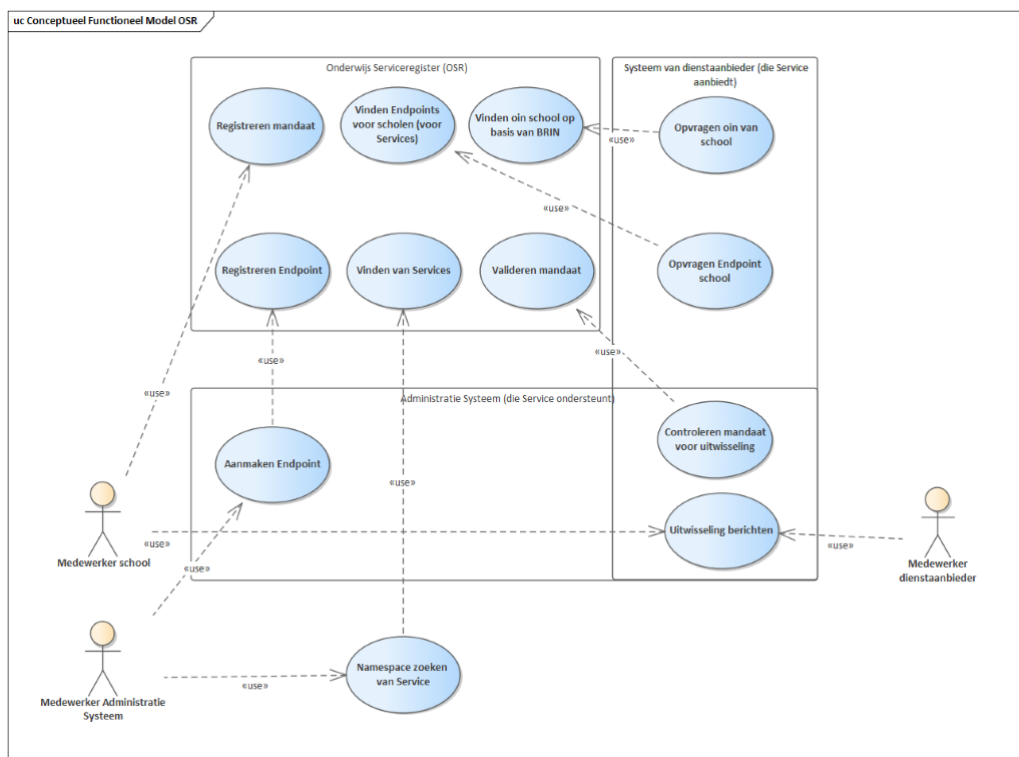 uc Conceptueel Functioneel Model OSR
Onderwijs Serviceregister (OSR)
Systeem van dienstaanbieder (die Service
aanbiedt)
Registreren mandaat
Vinden Endpoints
voor scholen (voor
Services)
Vinden oin school op
basis van BRIN
Opvragen oin van
school
«use»
«use»
Registreren Endpoint
Vinden van Services
Valideren mandaat
Opvragen Endpoint
school
«use»
«use»
«use»
Administratie Systeem (die Service ondersteunt)
Aanmaken Endpoint
Controleren mandaat
voor uitwisseling
«use»
Uitwisseling berichten
Medewerker school
«use»
«use»
«use»
Medewerker
dienstaanbieder
Medewerker Administratie
Systeem
«use»
Namespace zoeken
van Service